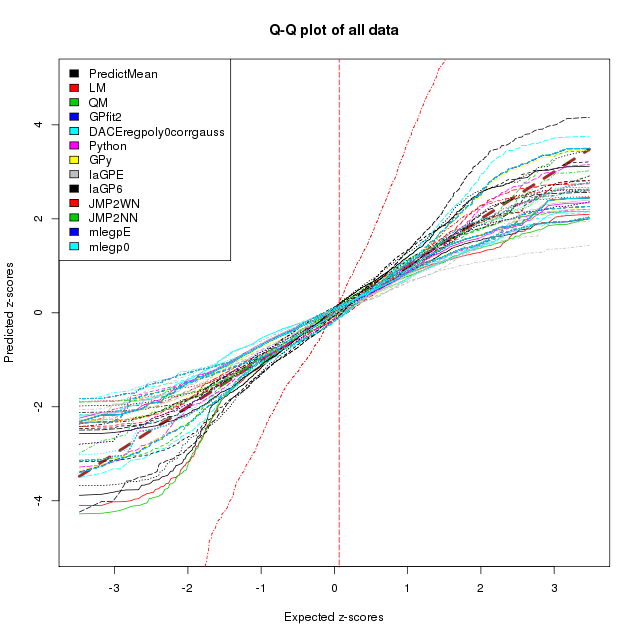 Q-Q plot of all data
PredictMean
LM
QM
GPfit2
DACEregpoly0corrgauss
Python
GPy
laGPE
laGP6
JMP2WN
JMP2NN
mlegpE
mlegp0
4
2
0
-2
-4
Predicted z-scores
-3 -2 -1 0 1 2 3
Expected z-scores